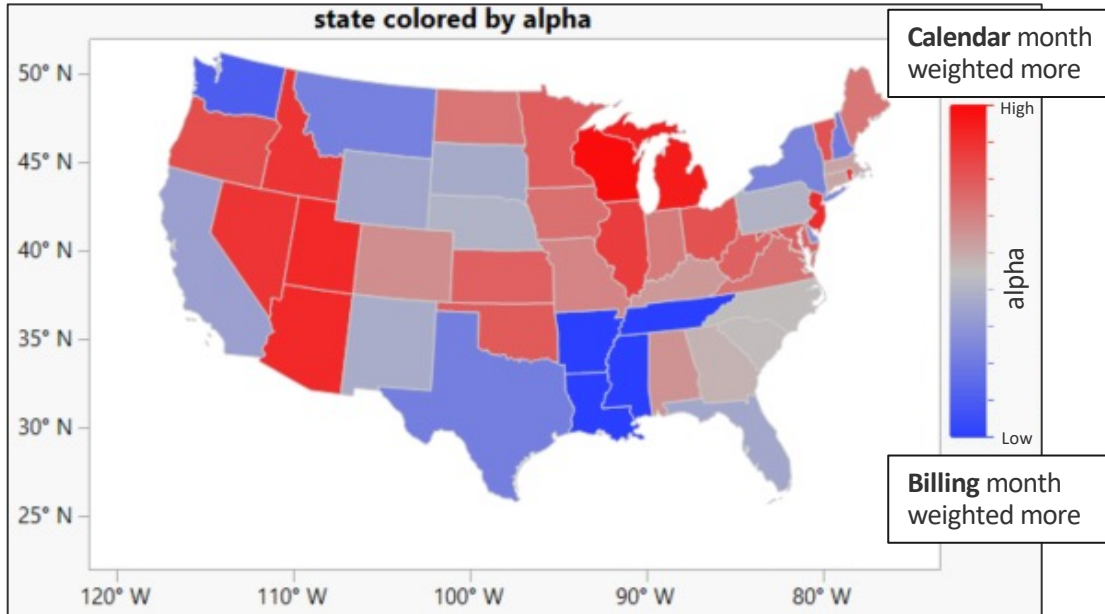 state colored by alpha
Calendar month
weighted more
50° N
45° N
40° N
35° N
30° N
25° N
High
alpha
Low
Billing month
weighted more
120° W
110° W
100° W
90° W
80° W